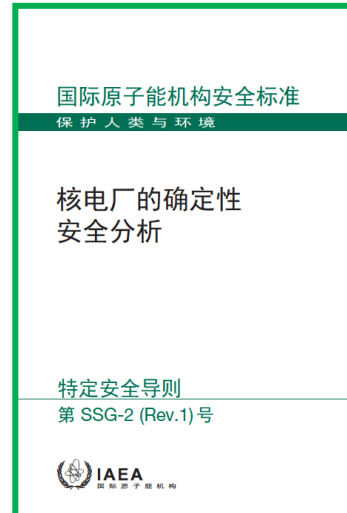 国际原子能机构安全标准
保护人类与环境
核电厂的确定性
安全分析
特定安全导则
第 SSG-2 (Rev.1) 号
IAEA
国际原子能机构